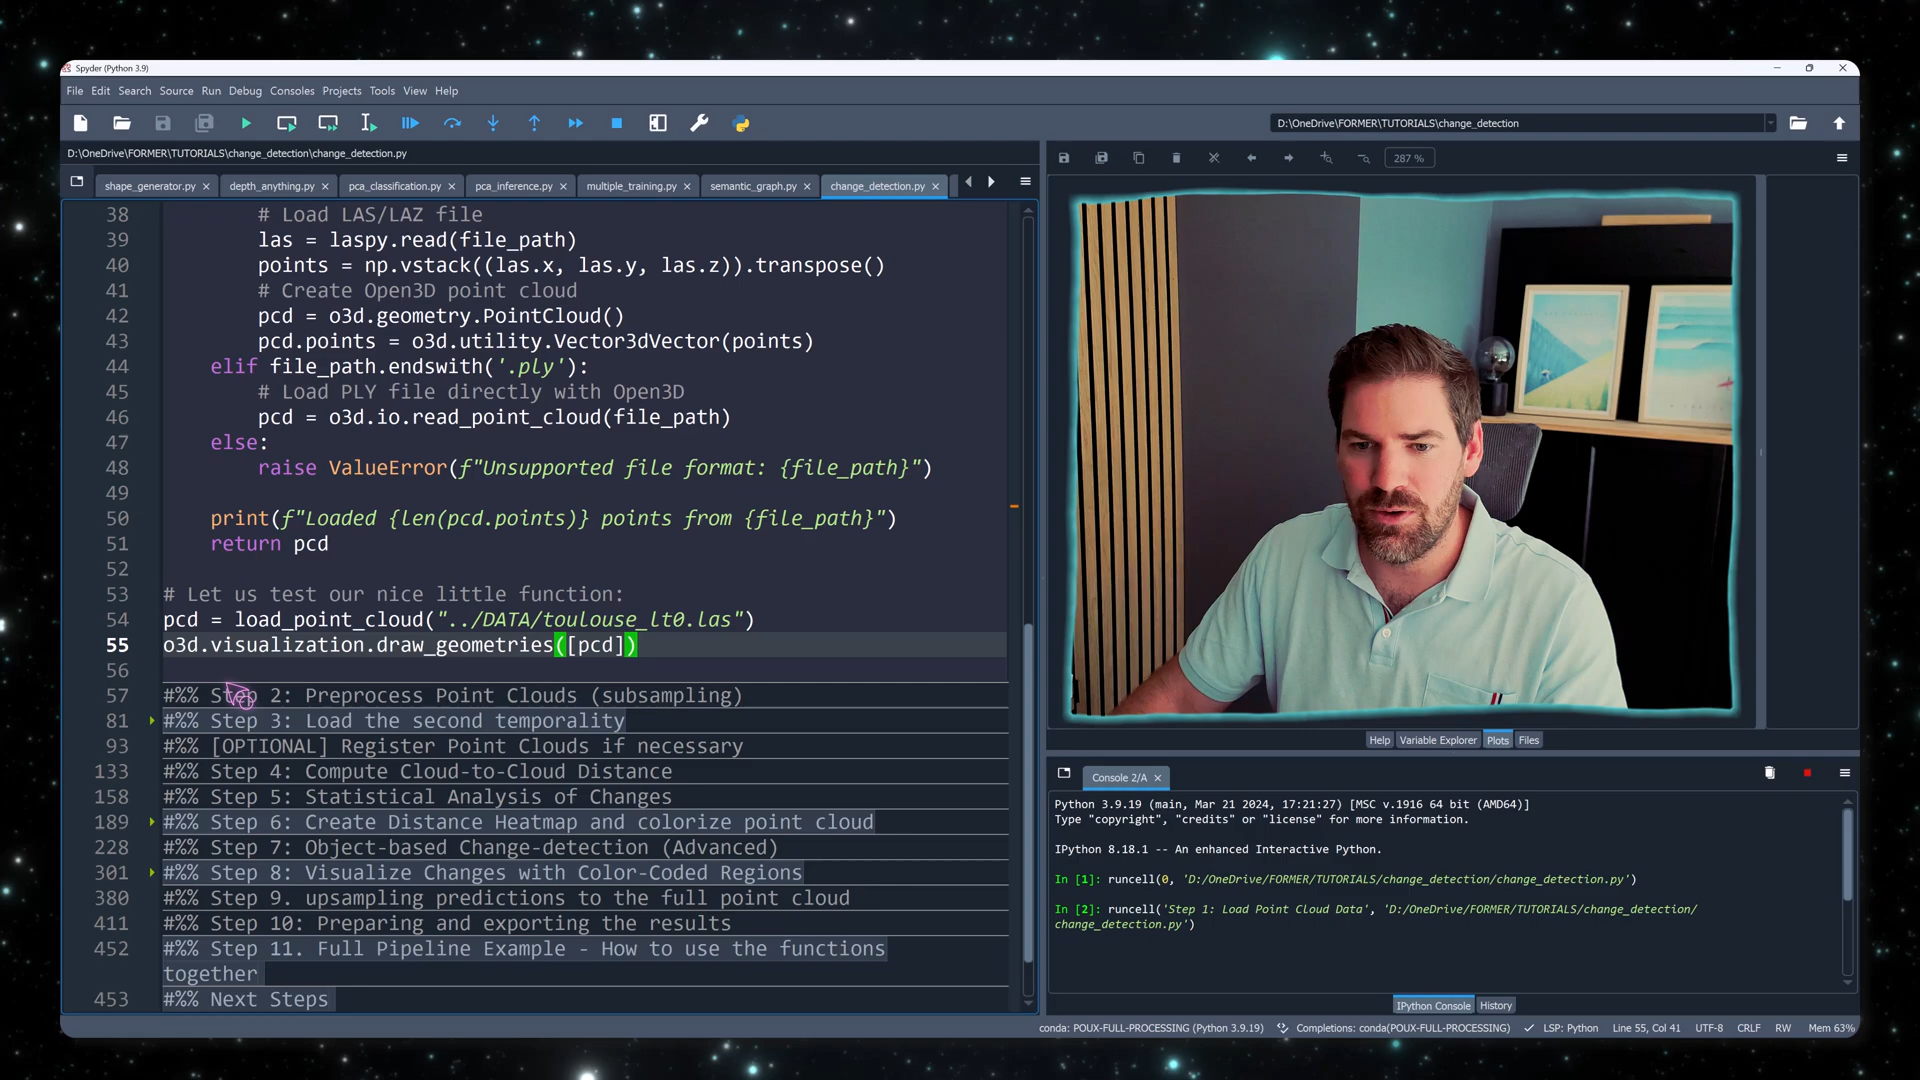 Spyder (Python 3.9)
File Edit Search Source Run Debug Consoles Projects Tools View Help
D:\OneDrive\FORMER\TUTORIALS\change_detection
D:\OneDrive\FORMER\TUTORIALS\change_detection\change_detection.py
shape_generator.py depth_anything.py pca_classification.py pca_inference.py multiple_training.py semantic_graph.py change_detection.py
38 # Load LAS/LAZ file
39 las = laspy.read(file_path)
40 points = np.vstack((las.x, las.y, las.z)).transpose()
41 # Create Open3D point cloud
42 pcd = o3d.geometry.PointCloud()
43 pcd.points = o3d.utility.Vector3dVector(points)
44 elif file_path.endswith('.ply'):
45 # Load PLY file directly with Open3D
46 pcd = o3d.io.read_point_cloud(file_path)
47 else:
48 raise ValueError(f"Unsupported file format: {file_path}")
49
50 print(f"Loaded {len(pcd.points)} points from {file_path}")
51 return pcd
52
53 # Let us test our nice little function:
54 pcd = load_point_cloud("../DATA/toulouse_lt0.las")
55 o3d.visualization.draw_geometries([pcd])
56
57 #%% Step 2: Preprocess Point Clouds (subsampling)
81 #%% Step 3: Load the second temporality
93 #%% [OPTIONAL] Register Point Clouds if necessary
133 #%% Step 4: Compute Cloud-to-Cloud Distance
158 #%% Step 5: Statistical Analysis of Changes
189 #%% Step 6: Create Distance Heatmap and colorize point cloud
228 #%% Step 7: Object-based Change-detection (Advanced)
301 #%% Step 8: Visualize Changes with Color-Coded Regions
380 #%% Step 9. upsampling predictions to the full point cloud
411 #%% Step 10: Preparing and exporting the results
452 #%% Step 11. Full Pipeline Example - How to use the functions
together
453 #%% Next Steps
287 %
Help Variable Explorer Plots Files
Console 2/A
Python 3.9.19 (main, Mar 21 2024, 17:21:27) [MSC v.1916 64 bit (AMD64)]
Type "copyright", "credits" or "license" for more information.
IPython 8.18.1 -- An enhanced Interactive Python.
In [1]: runcell(0, 'D:/OneDrive/FORMER/TUTORIALS/change_detection/change_detection.py')
In [2]: runcell('Step 1: Load Point Cloud Data', 'D:/OneDrive/FORMER/TUTORIALS/change_detection/
change_detection.py')
IPython Console History
conda: POUX-FULL-PROCESSING (Python 3.9.19) Completions: conda(POUX-FULL-PROCESSING) LSP: Python Line 55, Col 41 UTF-8 CRLF RW Mem 63%